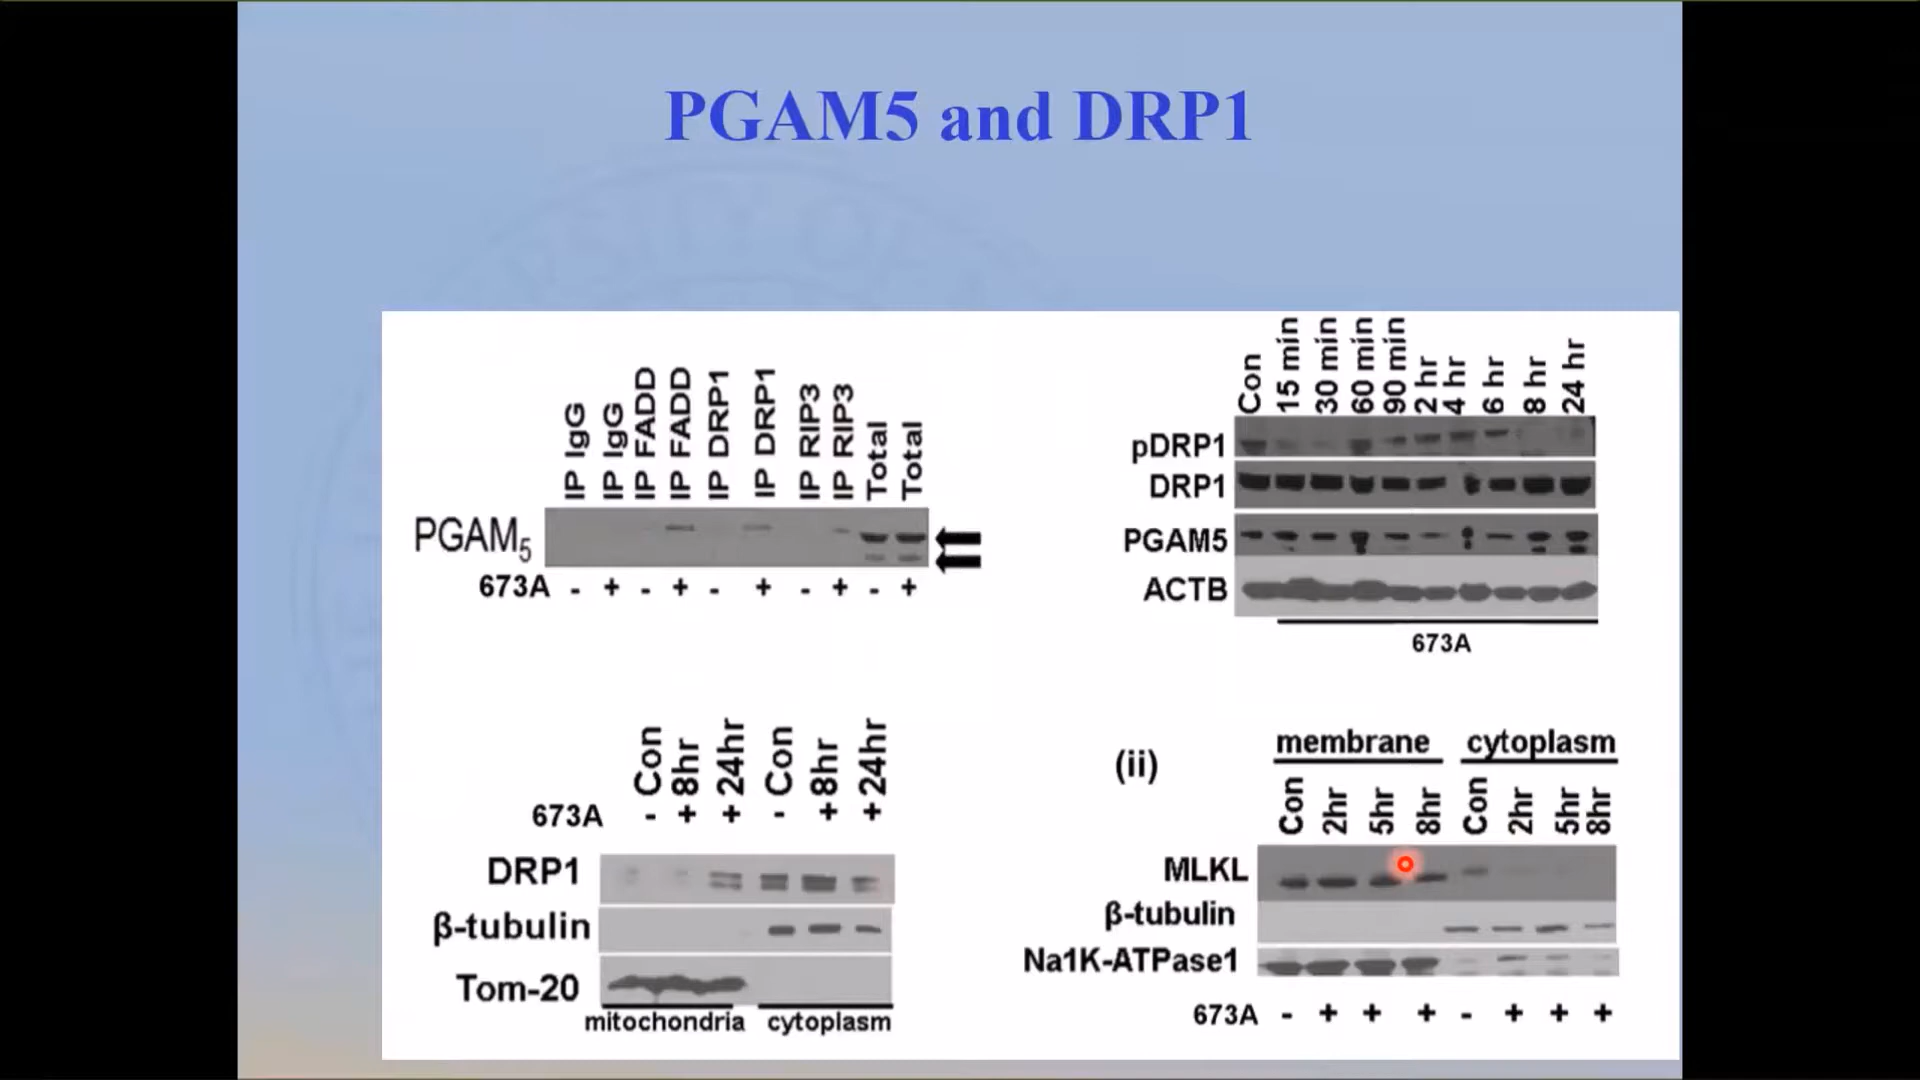 PGAM5 and DRP1
IP IgG
IP IgG
IP FADD
IP FADD
IP DRP1
IP DRP1
IP RIP3
IP RIP3
Total
Total
PGAM5
673A - + - + - + - + - +
Con
15 min
30 min
60 min
90 min
2 hr
4 hr
6 hr
8 hr
24 hr
pDRP1
DRP1
PGAM5
ACTB
673A
Con
8hr
24hr
Con
8hr
24hr
673A - + + - + +
DRP1
β-tubulin
Tom-20
mitochondria cytoplasm
(ii)
membrane cytoplasm
Con
2hr
5hr
8hr
Con
2hr
5hr
8hr
MLKL
β-tubulin
Na1K-ATPase1
673A - + + + - + + +